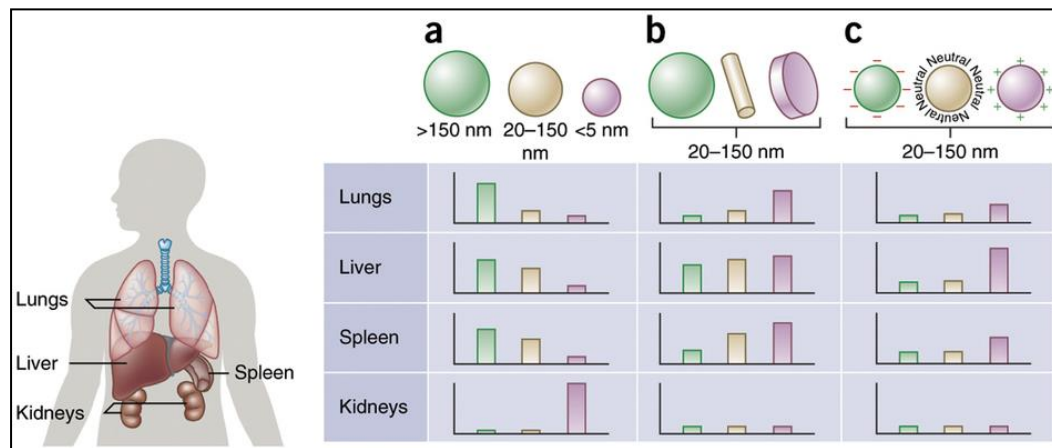 a
b
c
>150 nm
20–150
nm
<5 nm
20–150 nm
Neutral Neutral Neutral Neutral
20–150 nm
Lungs
Liver
Spleen
Kidneys
Lungs
Liver
Spleen
Kidneys